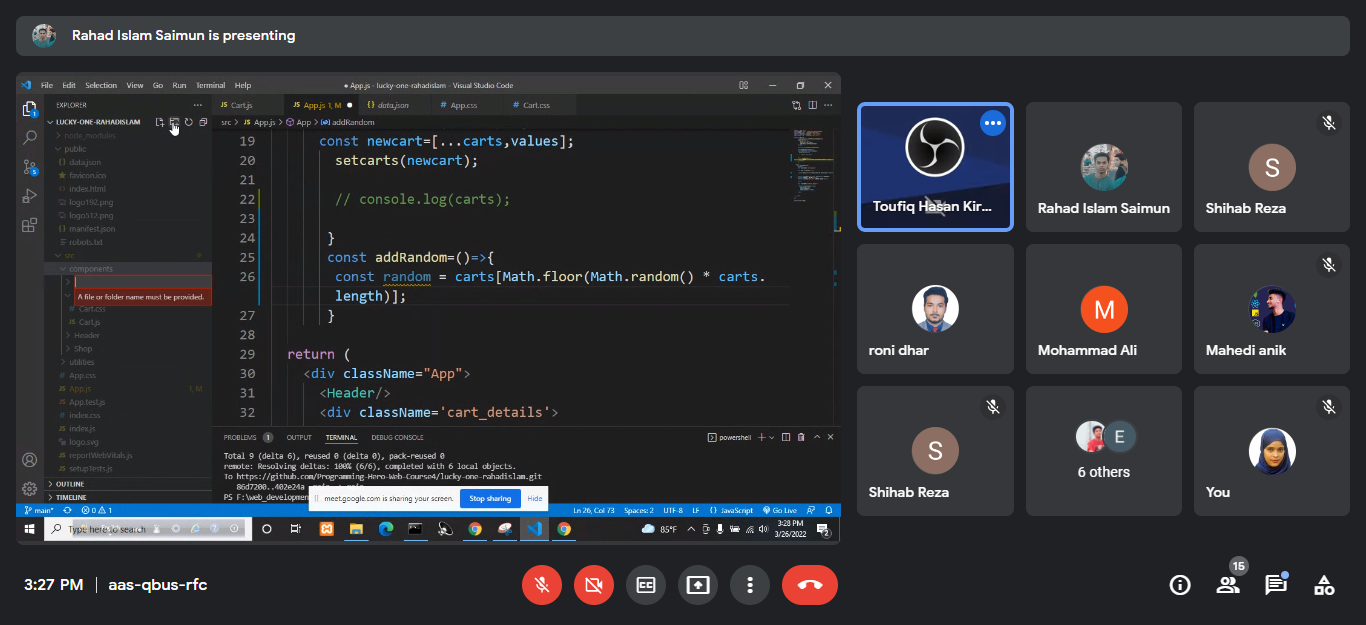 Rahad Islam Saimun is presenting
File Edit Selection View Go Run Terminal Help
● App.js - lucky-one-rahadislam - Visual Studio Code
EXPLORER ···
LUCKY-ONE-RAHADISLAM
node_modules
public
{} data.json
favicon.ico
<> index.html
logo192.png
logo512.png
{} manifest.json
robots.txt
src
components
A file or folder name must be provided.
# Cart.css
JS Cart.js
> Header
> Shop
> utilities
# App.css
JS App.js 1, M
JS App.test.js
# index.css
JS index.js
logo.svg
JS reportWebVitals.js
JS setupTests.js
> OUTLINE
> TIMELINE
JS Cart.js JS App.js 1, M ● {} data.json # App.css # Cart.css
src > JS App.js > App > addRandom
19 const newcart=[...carts,values];
20 setcarts(newcart);
21
22 // console.log(carts);
23
24 }
25 const addRandom=()=>{
26 const random = carts[Math.floor(Math.random() * carts.
length)];
27 }
28
29 return (
30 <div className="App">
31 <Header/>
32 <div className='cart_details'>
PROBLEMS 1 OUTPUT TERMINAL DEBUG CONSOLE
powershell
Total 9 (delta 6), reused 0 (delta 0), pack-reused 0
remote: Resolving deltas: 100% (6/6), completed with 6 local objects.
To https://github.com/Programming-Hero-Web-Course4/lucky-one-rahadislam.git
86d7200..402e24a main -> main
PS F:\web_development
meet.google.com is sharing your screen. Stop sharing Hide
main* 0 1 Ln 26, Col 73 Spaces: 2 UTF-8 LF {} JavaScript Go Live
Type here to search
85°F
3:28 PM
3/26/2022
2
Toufiq Hasan Kir...
Rahad Islam Saimun
S
Shihab Reza
roni dhar
M
Mohammad Ali
Mahedi anik
S
Shihab Reza
E
6 others
You
3:27 PM | aas-qbus-rfc
15